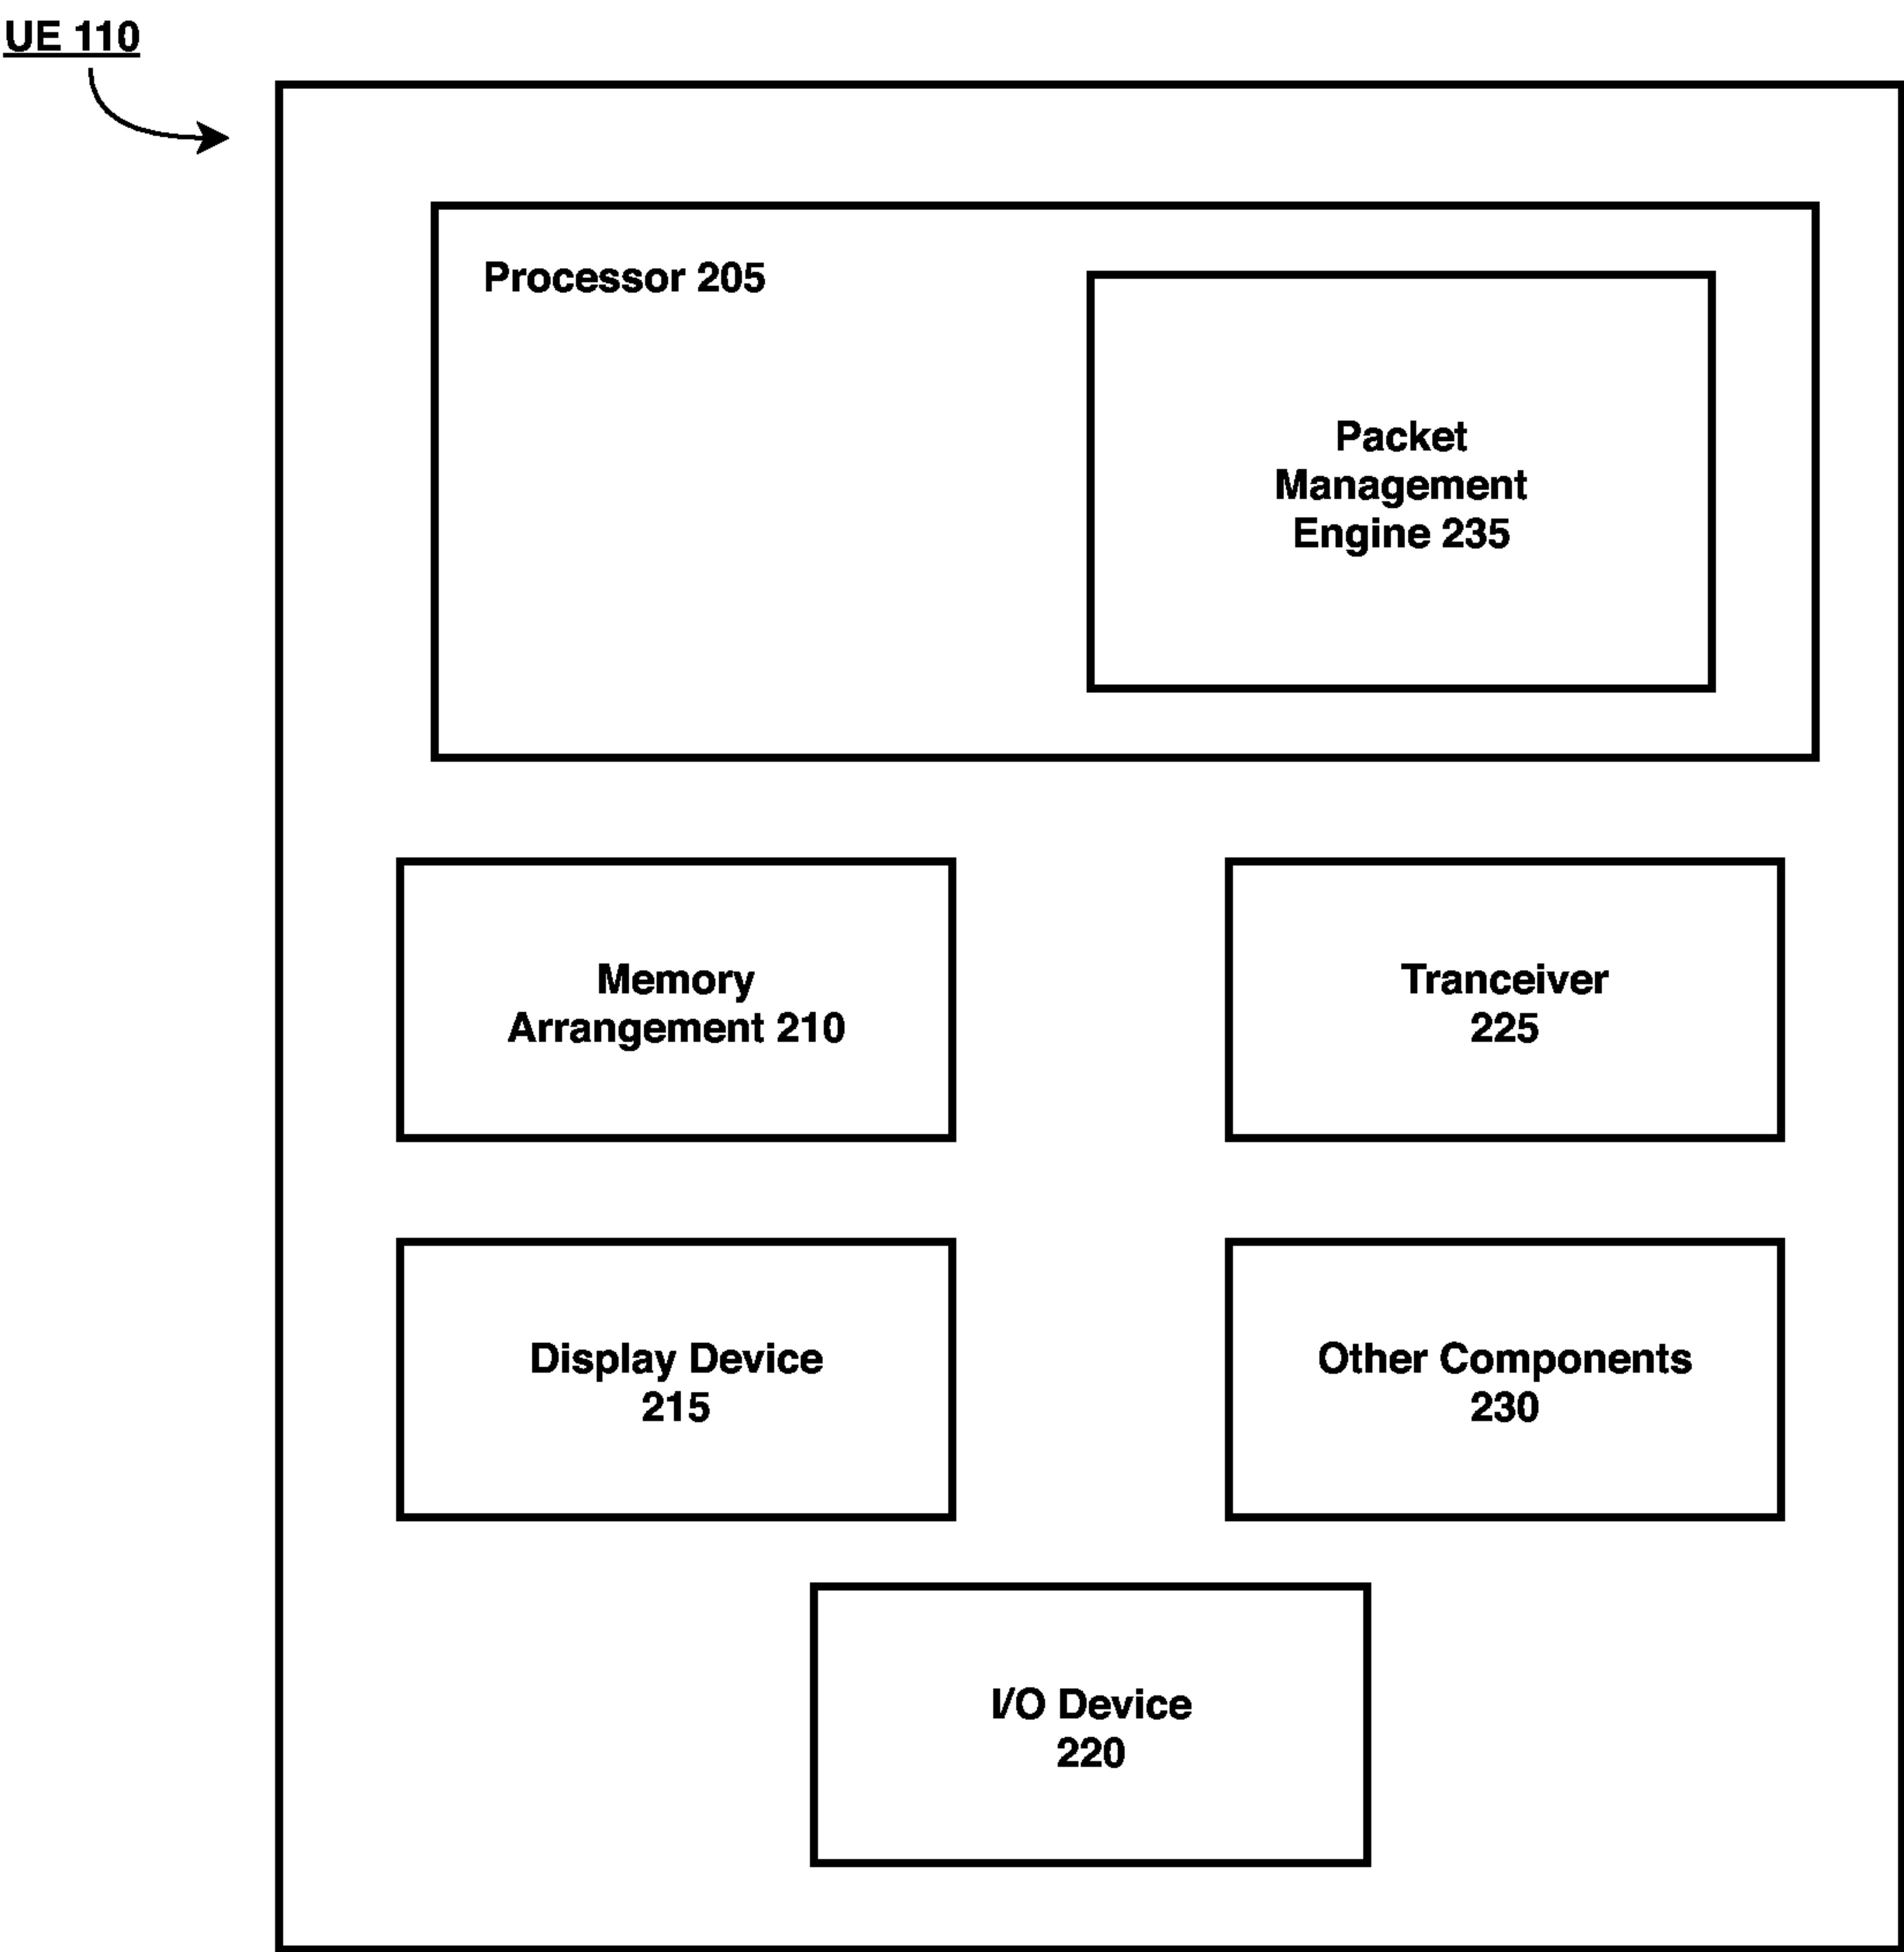 UE 110
Processor 205
Packet
Management
Engine 235
Memory
Arrangement 210
Tranceiver
225
Display Device
215
Other Components
230
I/O Device
220